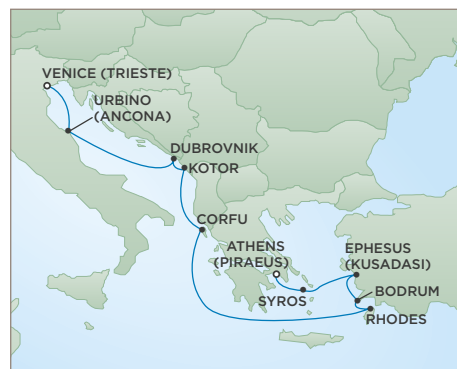 VENICE (TRIESTE)
URBINO
(ANCONA)
DUBROVNIK
KOTOR
CORFU
ATHENS
(PIRAEUS)
EPHESUS
(KUSADASI)
SYROS
BODRUM
RHODES